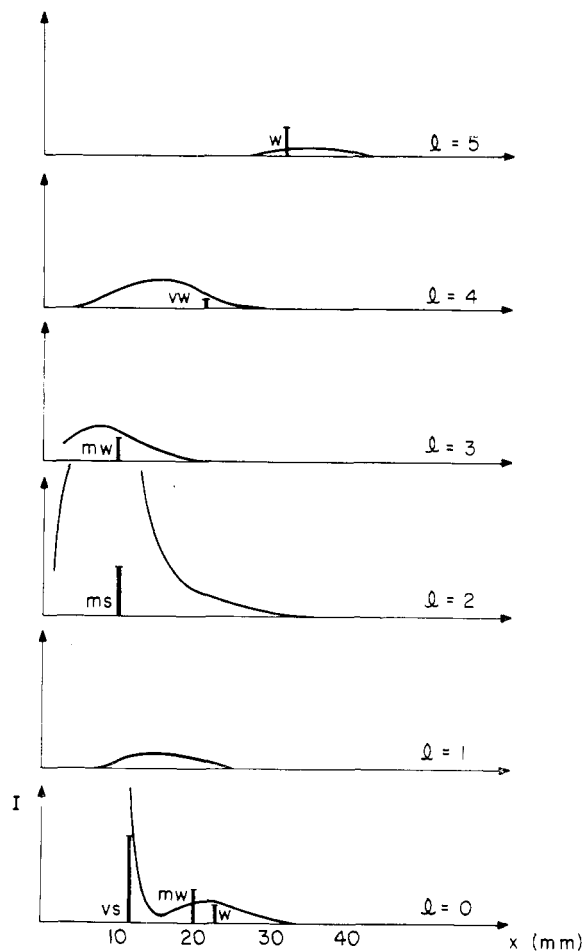 w
ℓ = 5
vw
ℓ = 4
mw
ℓ = 3
ms
ℓ = 2
ℓ = 1
I
vs
mw
w
ℓ = 0
10 20 30 40 x (mm)